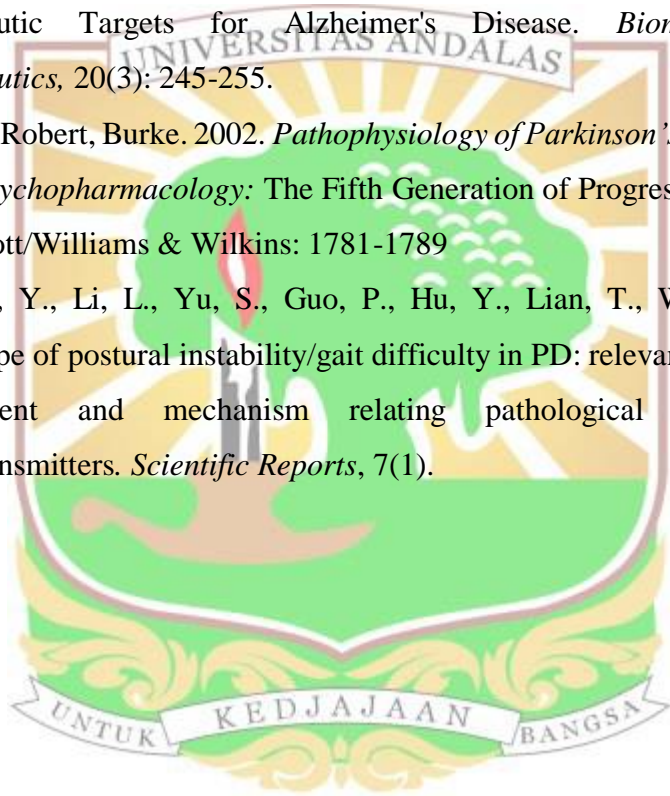 eutic Targets for Alzheimer's Disease. Biom
UNIVERSITAS ANDALAS
eutics, 20(3): 245-255.
Robert, Burke. 2002. Pathophysiology of Parkinson's
ychopharmacology: The Fifth Generation of Progres
ott/Williams & Wilkins: 1781-1789
, Y., Li, L., Yu, S., Guo, P., Hu, Y., Lian, T., W
pe of postural instability/gait difficulty in PD: relevan
ent and mechanism relating pathological
nsmitters. Scientific Reports, 7(1).
UNTUK KEDJAJAAN BANGSA